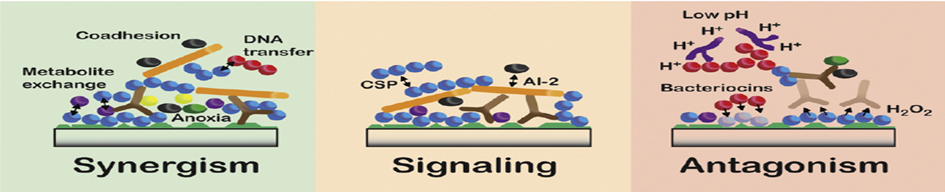 Coadhesion
DNA
transfer
Metabolite
exchange
Anoxia
Synergism
CSP
AI-2
Signaling
Low pH
H⁺
H⁺
H⁺
H⁺
H⁺
Bacteriocins
H₂O₂
Antagonism